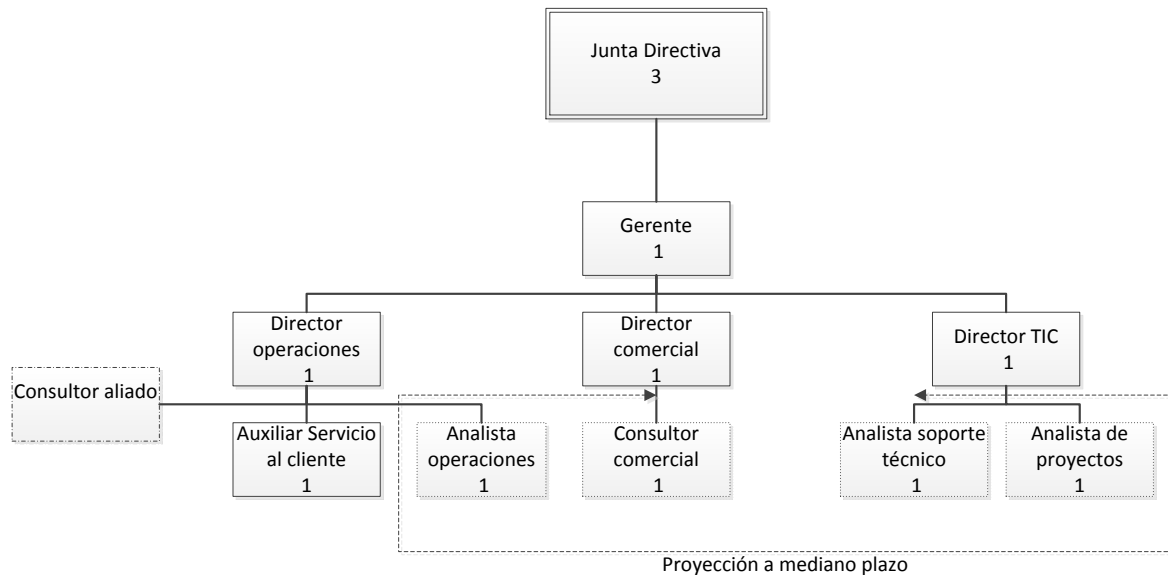 Junta Directiva
3
Gerente
1
Director
operaciones
1
Director
comercial
1
Director TIC
1
Consultor aliado
Auxiliar Servicio
al cliente
1
Analista
operaciones
1
Consultor
comercial
1
Analista soporte
técnico
1
Analista de
proyectos
1
Proyección a mediano plazo